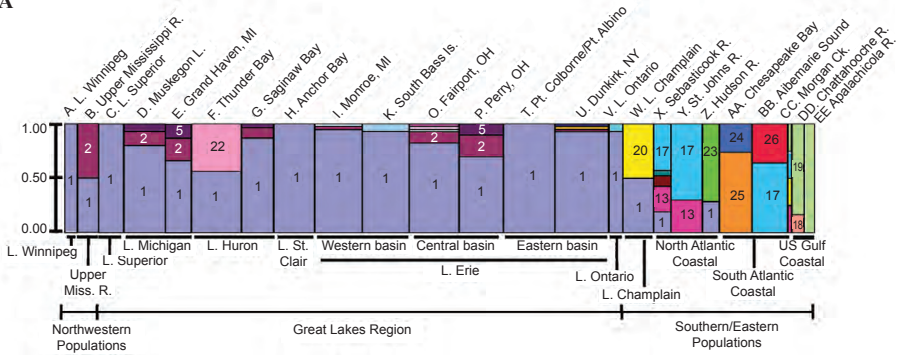 A
A. L. Winnipeg
B. Upper Mississippi R.
C. L. Superior
D. Muskegon L.
E. Grand Haven, MI
F. Thunder Bay
G. Saginaw Bay
H. Anchor Bay
I. Monroe, MI
K. South Bass Is.
O. Fairport, OH
P. Perry, OH
T. Pt. Colborne/Pt. Albino
U. Dunkirk, NY
V. L. Ontario
W. L. Champlain
X. Sebasticook R.
Y. St. Johns R.
Z. Hudson R.
AA. Chesapeake Bay
BB. Albemarle Sound
CC. Morgan Ck.
DD. Chattahooche R.
EE Apalachicola R.
1.00 5 5 24 26
2 2 22 2 2 20 17 17 23 19
0.50
1 1 1 1 1 1 1 1 1 1 1 1 1 1 1 1 1 13 13 1 25 17 18
0.00
L. Winnipeg
Upper
Miss. R.
L.
Superior
L. Michigan
L. Huron
L. St.
Clair
Western basin
Central basin
Eastern basin
L. Erie
L. Ontario
L. Champlain
North Atlantic
Coastal
South Atlantic
Coastal
US Gulf
Coastal
Northwestern
Populations
Great Lakes Region
Southern/Eastern
Populations